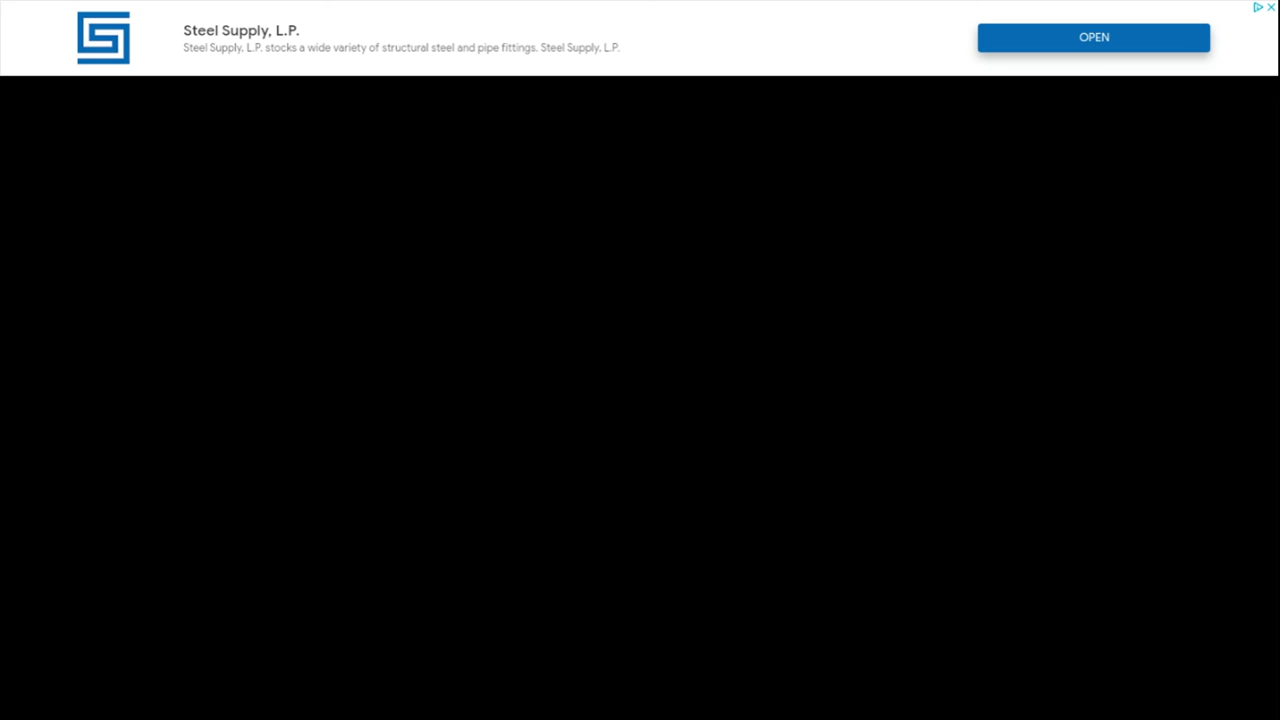 Steel Supply, L.P.
Steel Supply, L.P. stocks a wide variety of structural steel and pipe fittings. Steel Supply, L.P.
OPEN